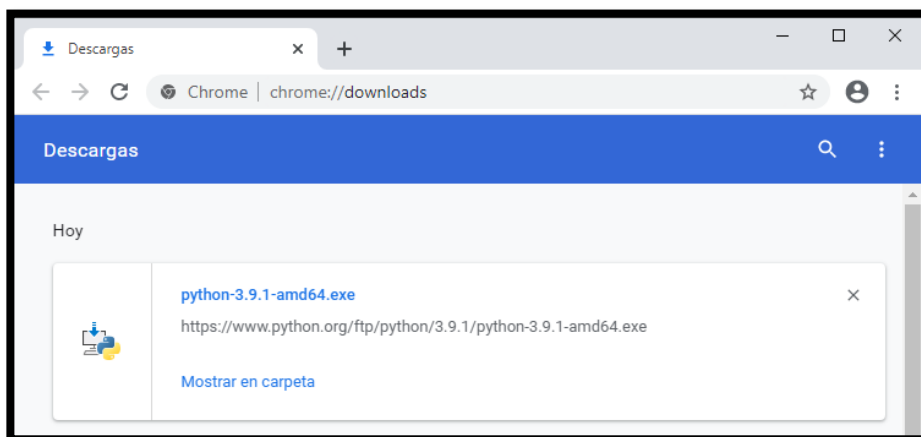 Descargas
Chrome | chrome://downloads
Descargas
Hoy
python-3.9.1-amd64.exe
https://www.python.org/ftp/python/3.9.1/python-3.9.1-amd64.exe
Mostrar en carpeta